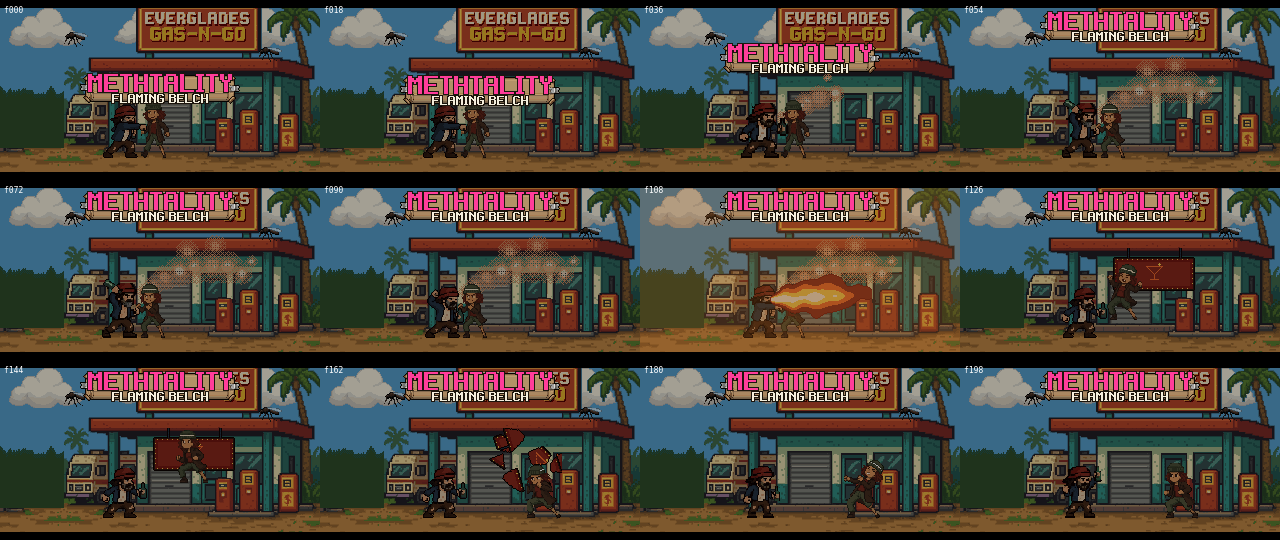 f000
EVERGLADES
GAS-N-GO
METHTALITY
FLAMING BELCH
$
f018
EVERGLADES
GAS-N-GO
METHTALITY
FLAMING BELCH
$
f036
EVERGLADES
GAS-N-GO
METHTALITY
FLAMING BELCH
$
f054
METHTALITY
FLAMING BELCH
$
f072
METHTALITY
FLAMING BELCH
$
f090
METHTALITY
FLAMING BELCH
$
f108
METHTALITY
FLAMING BELCH
$
f126
METHTALITY
FLAMING BELCH
$
f144
METHTALITY
FLAMING BELCH
$
f162
METHTALITY
FLAMING BELCH
$
f180
METHTALITY
FLAMING BELCH
$
f198
METHTALITY
FLAMING BELCH
$